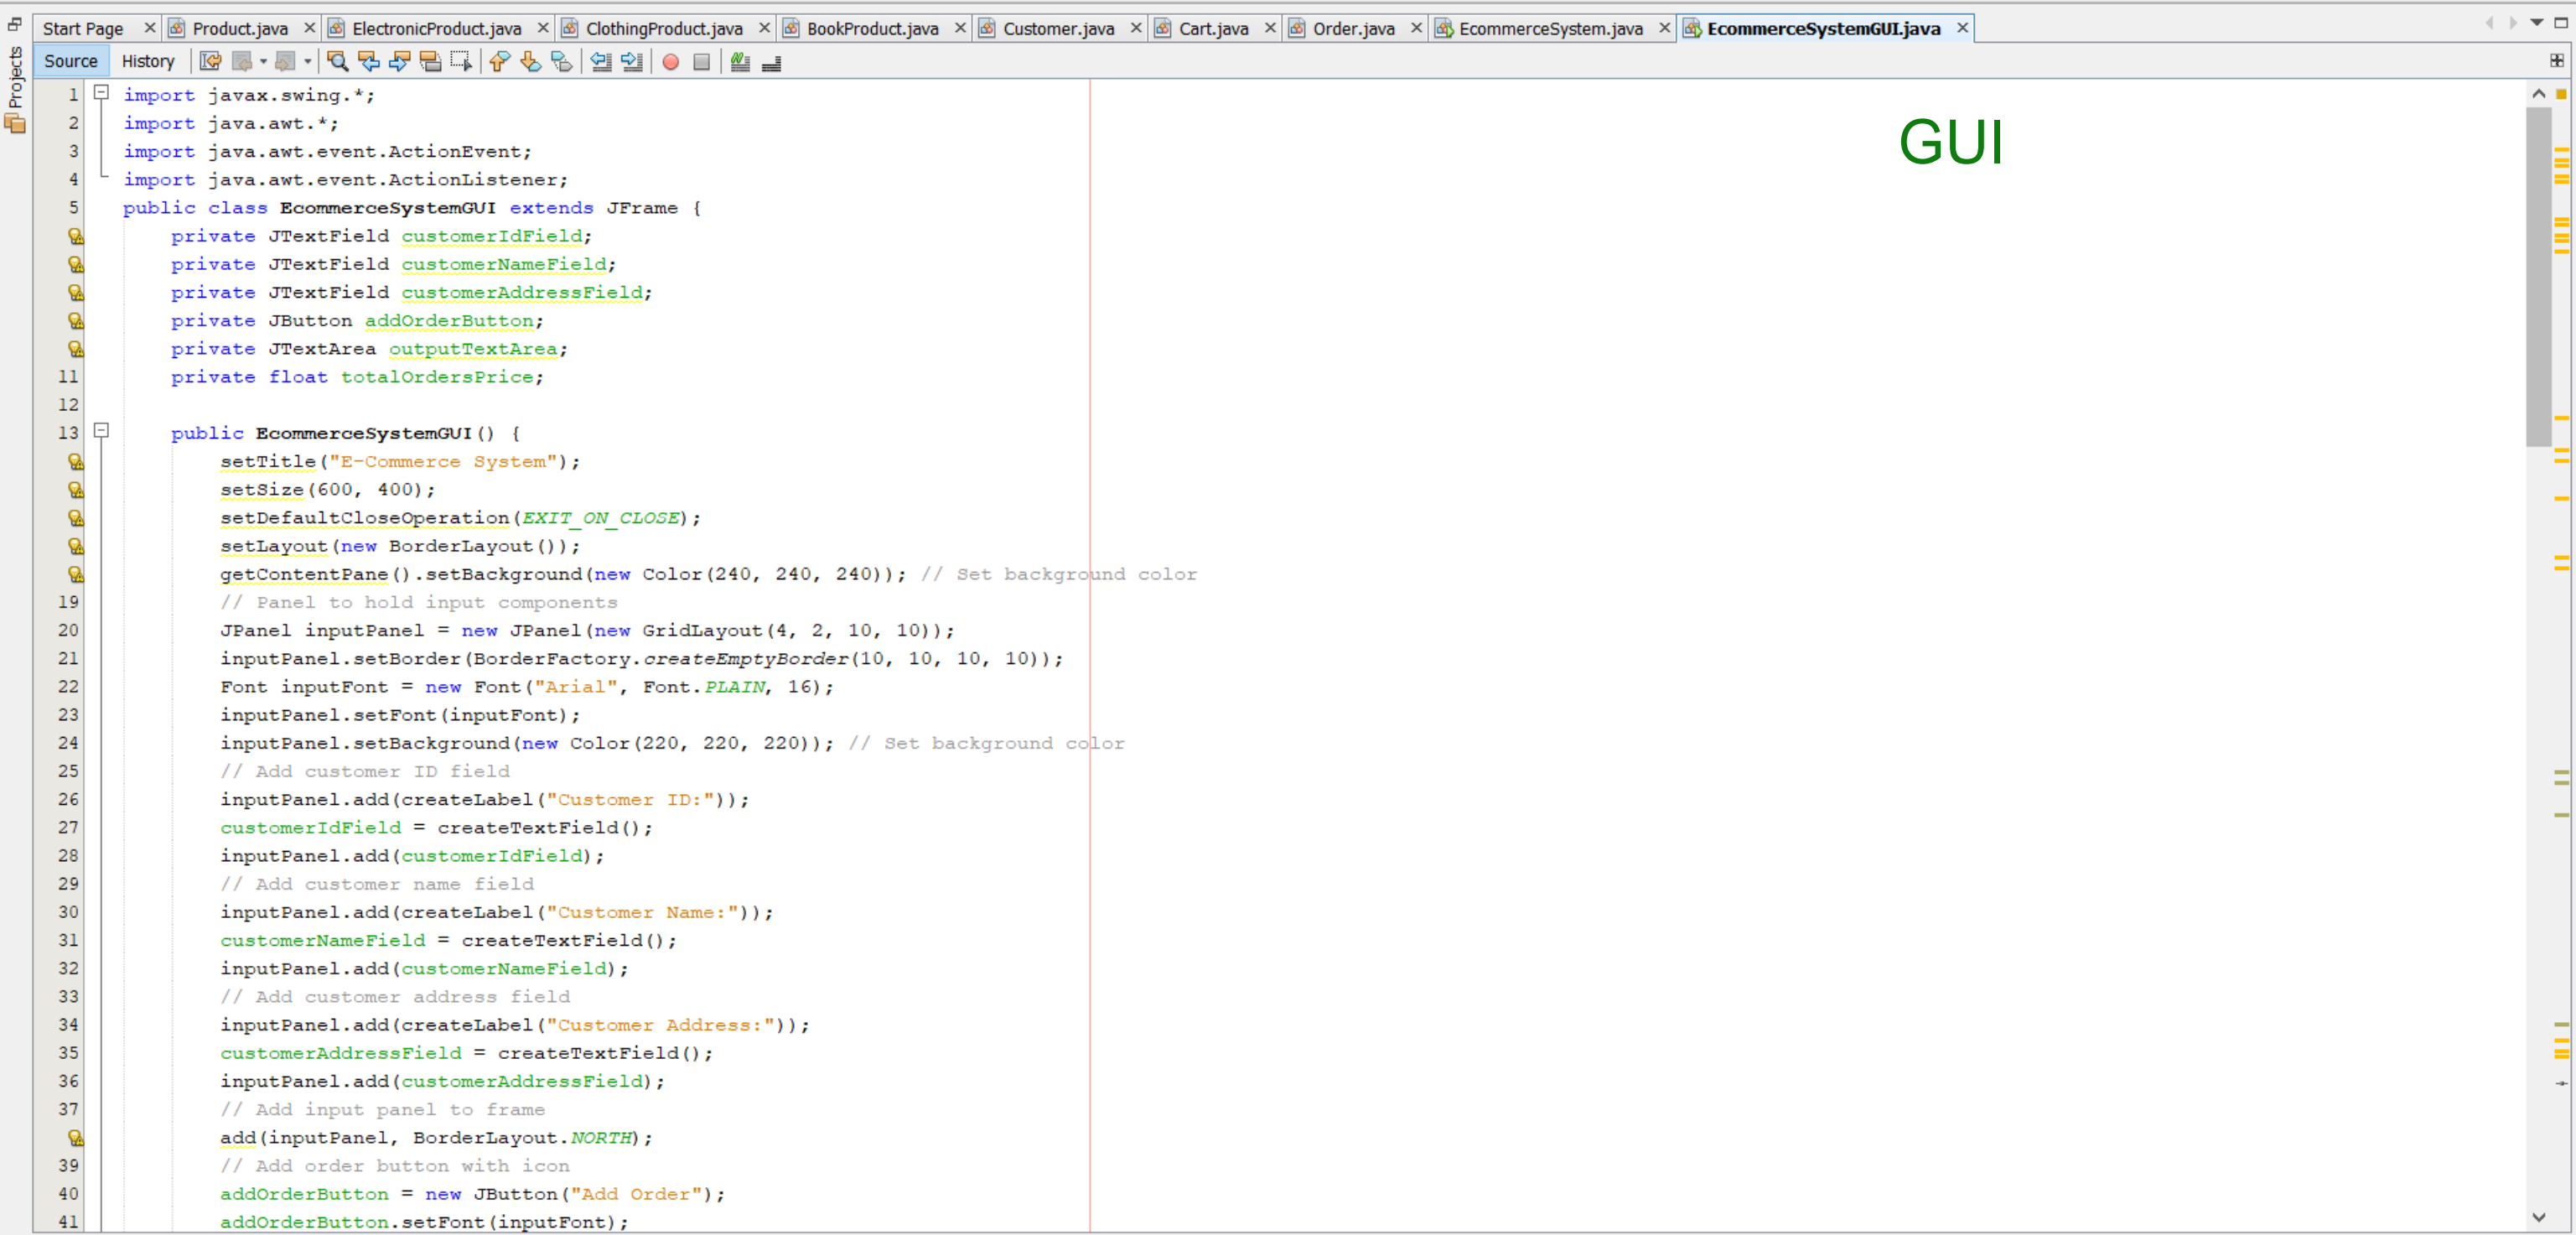 Start Page Product.java ElectronicProduct.java ClothingProduct.java BookProduct.java Customer.java Cart.java Order.java EcommerceSystem.java EcommerceSystemGUI.java
Projects
Source History
GUI
1 import javax.swing.*;
2 import java.awt.*;
3 import java.awt.event.ActionEvent;
4 import java.awt.event.ActionListener;
5 public class EcommerceSystemGUI extends JFrame {
private JTextField customerIdField;
private JTextField customerNameField;
private JTextField customerAddressField;
private JButton addOrderButton;
private JTextArea outputTextArea;
11 private float totalOrdersPrice;
12
13 public EcommerceSystemGUI() {
setTitle("E-Commerce System");
setSize(600, 400);
setDefaultCloseOperation(EXIT_ON_CLOSE);
setLayout(new BorderLayout());
getContentPane().setBackground(new Color(240, 240, 240)); // Set background color
19 // Panel to hold input components
20 JPanel inputPanel = new JPanel(new GridLayout(4, 2, 10, 10));
21 inputPanel.setBorder(BorderFactory.createEmptyBorder(10, 10, 10, 10));
22 Font inputFont = new Font("Arial", Font.PLAIN, 16);
23 inputPanel.setFont(inputFont);
24 inputPanel.setBackground(new Color(220, 220, 220)); // Set background color
25 // Add customer ID field
26 inputPanel.add(createLabel("Customer ID:"));
27 customerIdField = createTextField();
28 inputPanel.add(customerIdField);
29 // Add customer name field
30 inputPanel.add(createLabel("Customer Name:"));
31 customerNameField = createTextField();
32 inputPanel.add(customerNameField);
33 // Add customer address field
34 inputPanel.add(createLabel("Customer Address:"));
35 customerAddressField = createTextField();
36 inputPanel.add(customerAddressField);
37 // Add input panel to frame
add(inputPanel, BorderLayout.NORTH);
39 // Add order button with icon
40 addOrderButton = new JButton("Add Order");
41 addOrderButton.setFont(inputFont);